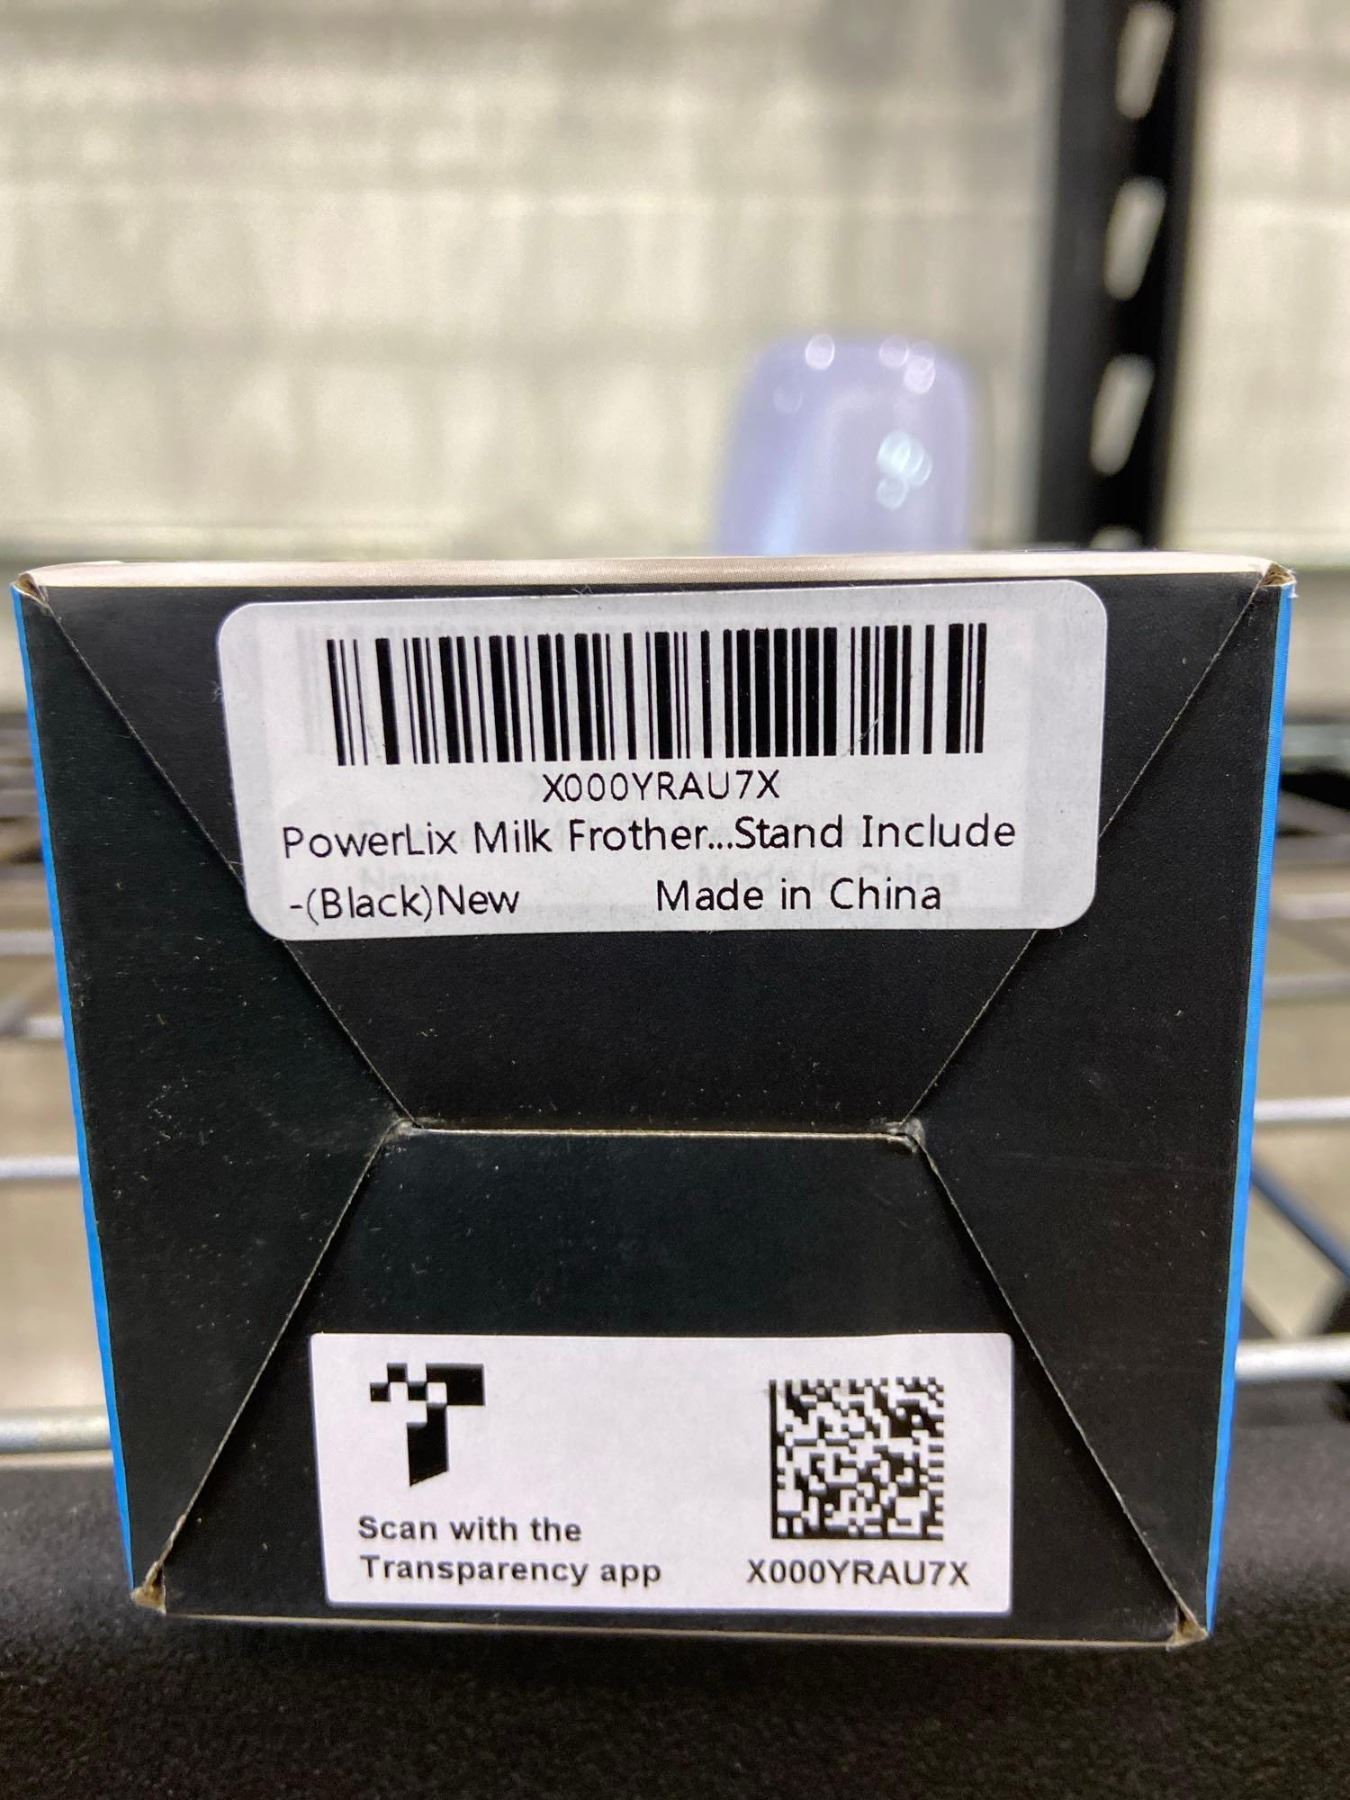 X000YRAU7X
PowerLix Milk Frother...Stand Include
-(Black)New Made in China
Scan with the
Transparency app
X000YRAU7X